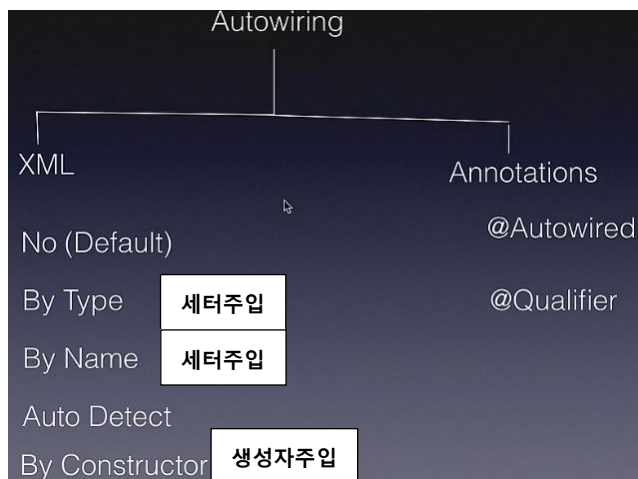 Autowiring
XML
Annotations
No (Default)
@Autowired
By Type 세터주입
@Qualifier
By Name 세터주입
Auto Detect
By Constructor 생성자주입